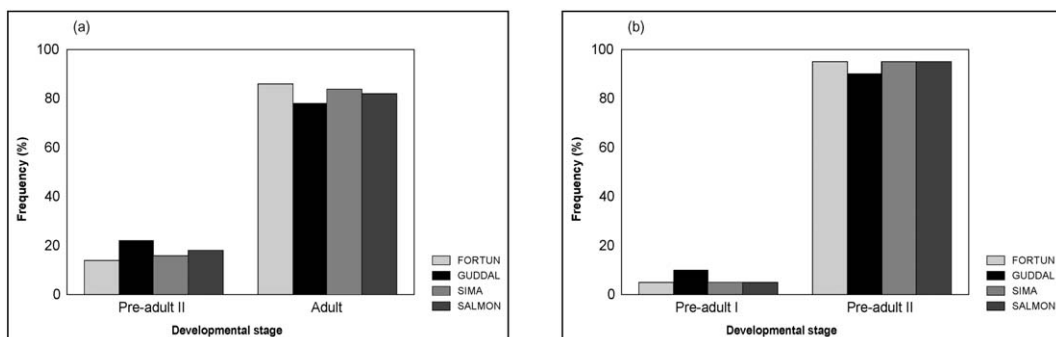 (a)
100
80
60
40
20
0
Frequency (%)
Pre-adult II Adult
Developmental stage
FORTUN
GUDDAL
SIMA
SALMON
(b)
100
80
60
40
20
0
Frequency (%)
Pre-adult I Pre-adult II
Developmental stage
FORTUN
GUDDAL
SIMA
SALMON